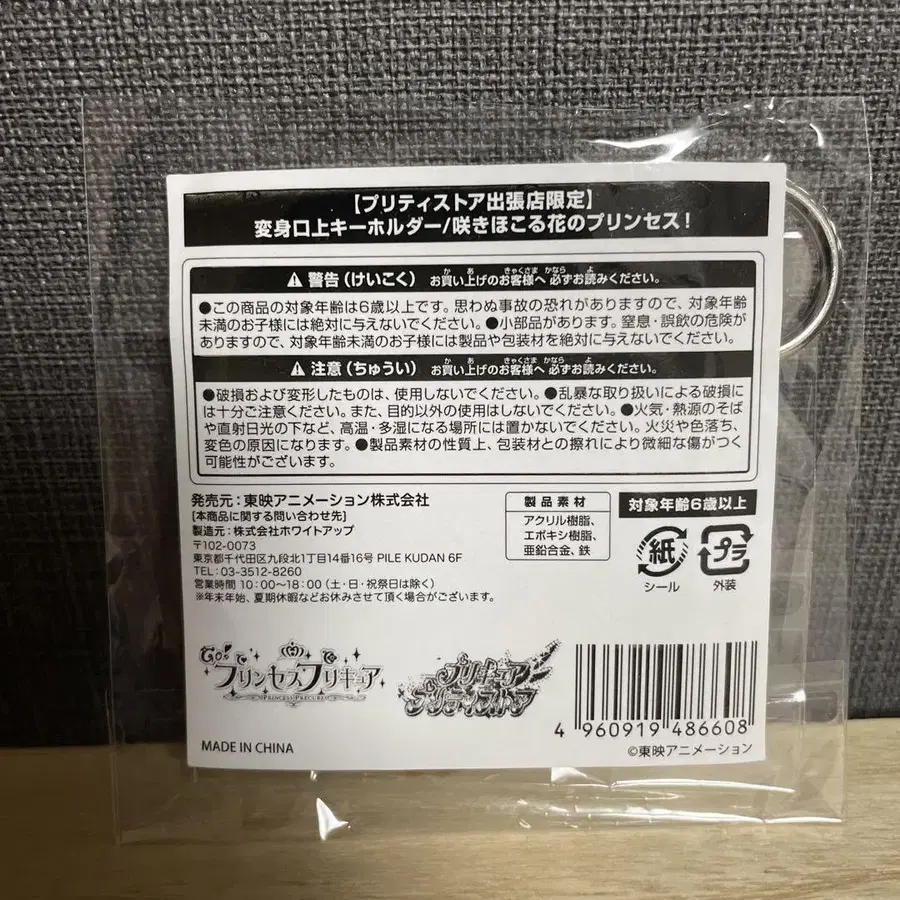 【プリティストア出張店限定】
変身口上キーホルダー/咲きほこる花のプリンセス!
警告(けいこく) お買い上げのお客様へ 必ずお読みください。
か あ きゃくさま かなら よ
●この商品の対象年齢は6歳以上です。思わぬ事故の恐れがありますので、対象年齢
未満のお子様には絶対に与えないでください。●小部品があります。窒息・誤飲の危険が
ありますので、対象年齢未満のお子様には製品や包装材を絶対に与えないでください。
注意(ちゅうい) お買い上げのお客様へ 必ずお読みください。
か あ きゃくさま かなら よ
●破損および変形したものは、使用しないでください。●乱暴な取り扱いによる破損に
は十分ご注意ください。また、目的以外の使用はしないでください。●火気・熱源のそば
や直射日光の下など、高温・多湿になる場所には置かないでください。火災や色落ち、
変色の原因になります。●製品素材の性質上、包装材との擦れにより微細な傷がつく
可能性がございます。
発売元:東映アニメーション株式会社
[本商品に関する問い合わせ先]
製造元:株式会社ホワイトアップ
〒102-0073
東京都千代田区九段北1丁目14番16号 PILE KUDAN 6F
TEL:03-3512-8260
営業時間 10:00~18:00(土・日・祝祭日は除く)
※年末年始、夏期休暇などお休みさせて頂く場合がございます。
製品素材
アクリル樹脂、
エポキシ樹脂、
亜鉛合金、鉄
対象年齢6歳以上
紙
シール
プラ
外装
Go!プリンセスプリキュア
PRINCESS PRECURE
プリキュア
プリティストア
4 960919 486608
MADE IN CHINA
©東映アニメーション